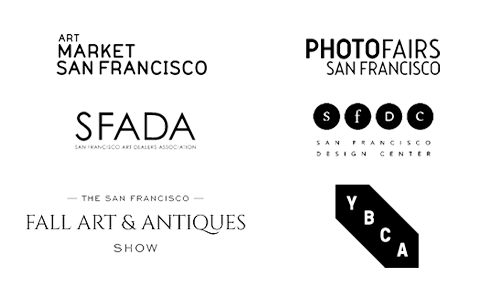 ART
MARKET
SAN FRANCISCO
PHOTOFAIRS
SAN FRANCISCO
SFADA
SAN FRANCISCO ART DEALERS ASSOCIATION
s f D C
SAN FRANCISCO
DESIGN CENTER
— THE SAN FRANCISCO —
FALL ART & ANTIQUES
SHOW
Y
B
C
A